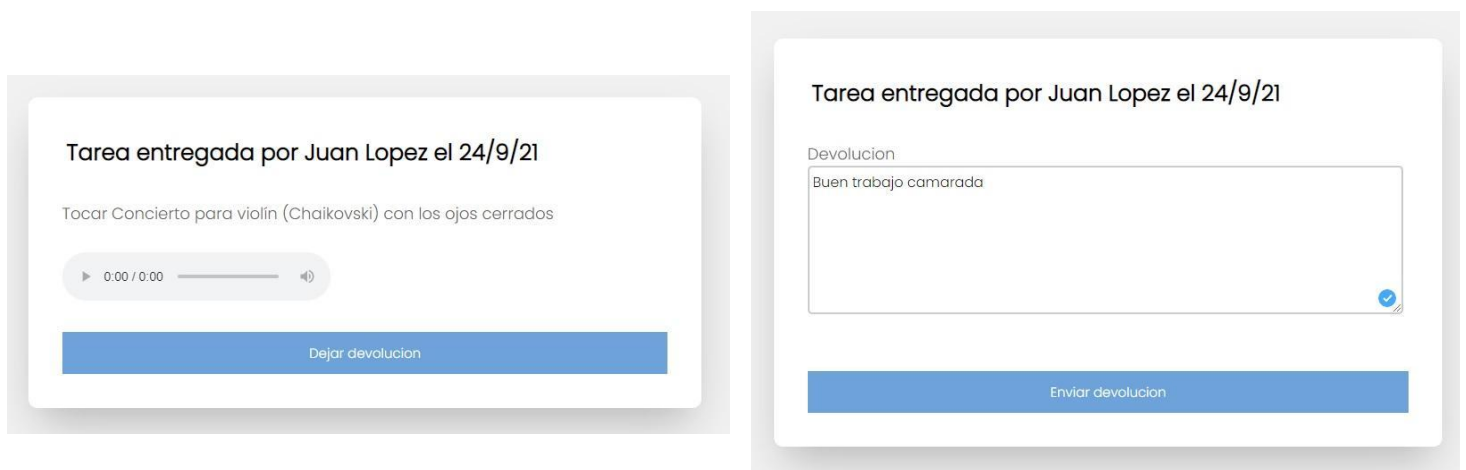 Tarea entregada por Juan Lopez el 24/9/21
Tocar Concierto para violín (Chaikovski) con los ojos cerrados
0:00 / 0:00
Dejar devolucion
Tarea entregada por Juan Lopez el 24/9/21
Devolucion
Buen trabajo camarada
Enviar devolucion